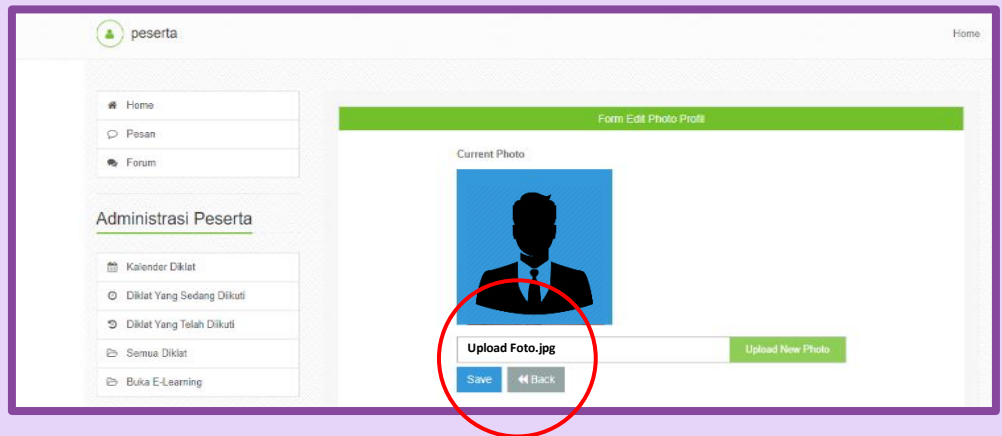 peserta
Home
Home
Pesan
Forum
Administrasi Peserta
Kalender Diklat
Diklat Yang Sedang Diikuti
Diklat Yang Telah Diikuti
Semua Diklat
Buka E-Learning
Form Edit Photo Profil
Current Photo
Upload Foto.jpg
Upload New Photo
Save
Back